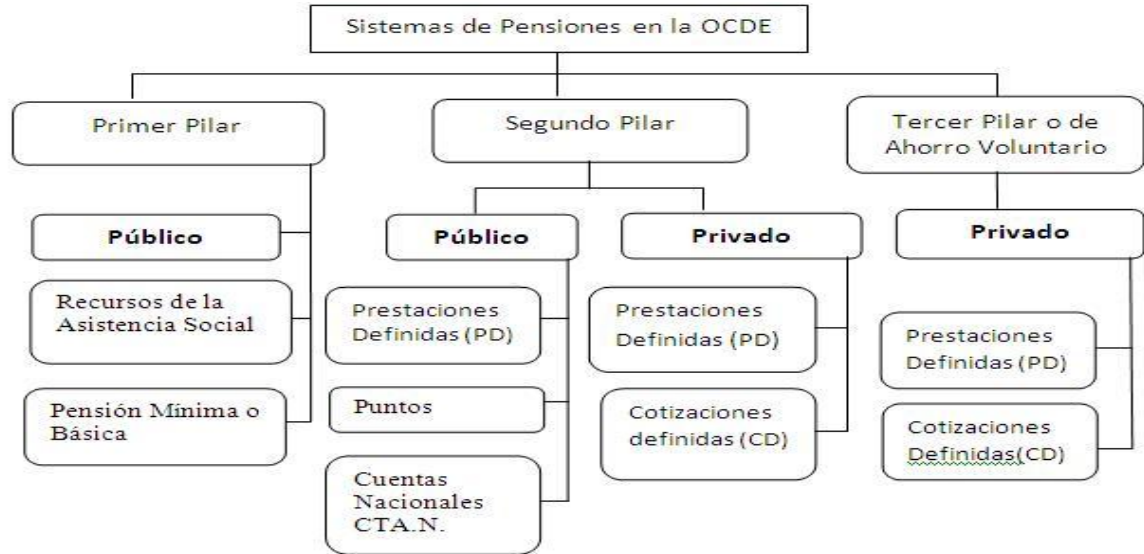 Sistemas de Pensiones en la OCDE
Primer Pilar
Público
Recursos de la
Asistencia Social
Pensión Mínima o
Básica
Segundo Pilar
Público
Prestaciones
Definidas (PD)
Puntos
Cuentas
Nacionales
CTA.N.
Privado
Prestaciones
Definidas (PD)
Cotizaciones
definidas (CD)
Tercer Pilar o de
Ahorro Voluntario
Privado
Prestaciones
Definidas (PD)
Cotizaciones
Definidas(CD)